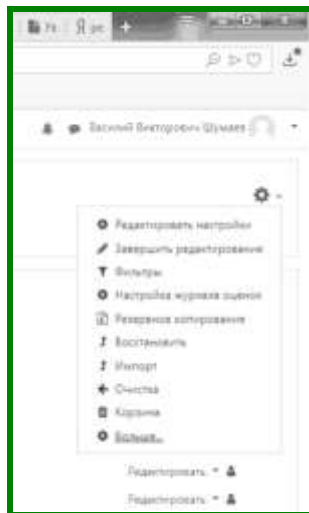 Василий Викторович Шумаев
Редактировать настройки
Завершить редактирование
Фильтры
Настройка журнала оценок
Резервное копирование
Восстановить
Импорт
Очистка
Корзина
Больше...
Редактировать
Редактировать